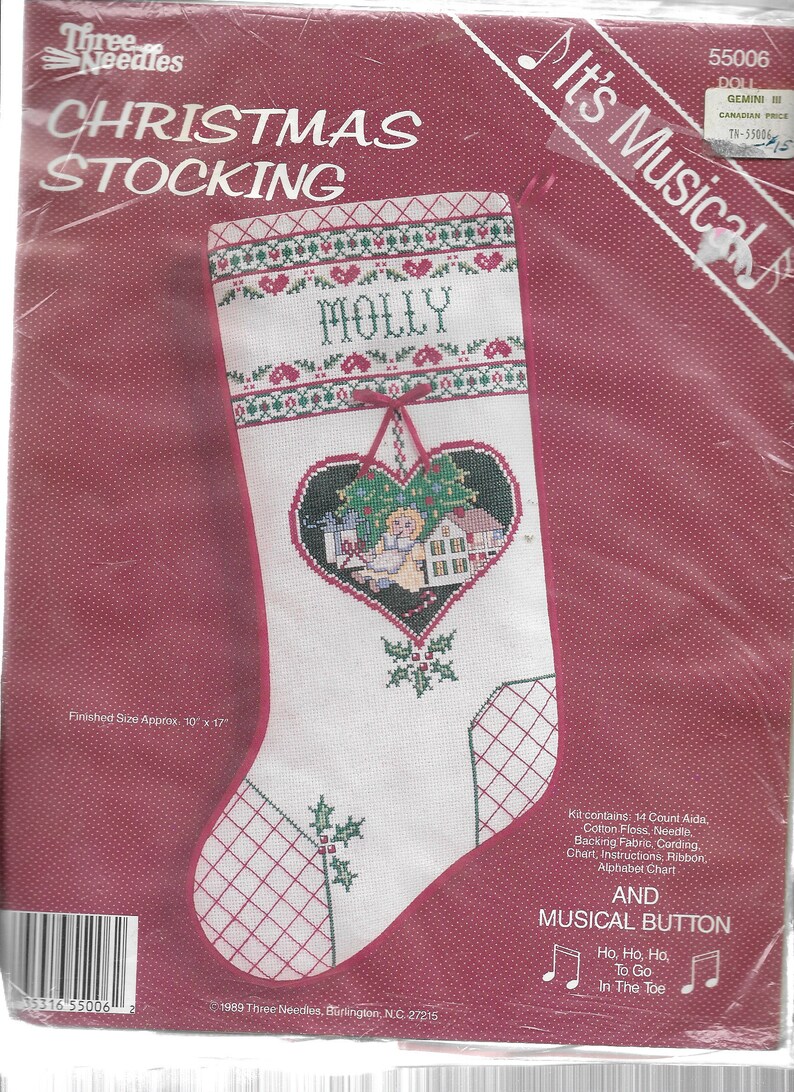 Three
Needles
CHRISTMAS
STOCKING
It's Musical
55006
DOLL
GEMINI III
CANADIAN PRICE
TN-55006
MOLLY
Finished Size Approx. 10" x 17"
Kit contains: 14 Count Aida,
Cotton Floss, Needle,
Backing Fabric, Cording,
Chart, Instructions, Ribbon,
Alphabet Chart
AND
MUSICAL BUTTON
Ho, Ho, Ho,
To Go
In The Toe
35316 55006 2
©1989 Three Needles, Burlington, N.C. 27215